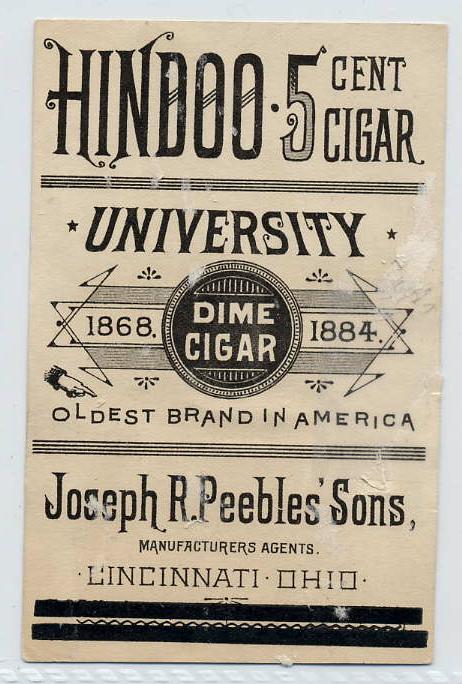 HINDOO · 5 CENT CIGAR
UNIVERSITY
1868. DIME CIGAR 1884.
OLDEST BRAND IN AMERICA
Joseph R. Peebles' Sons,
MANUFACTURERS AGENTS.
· CINCINNATI · OHIO ·